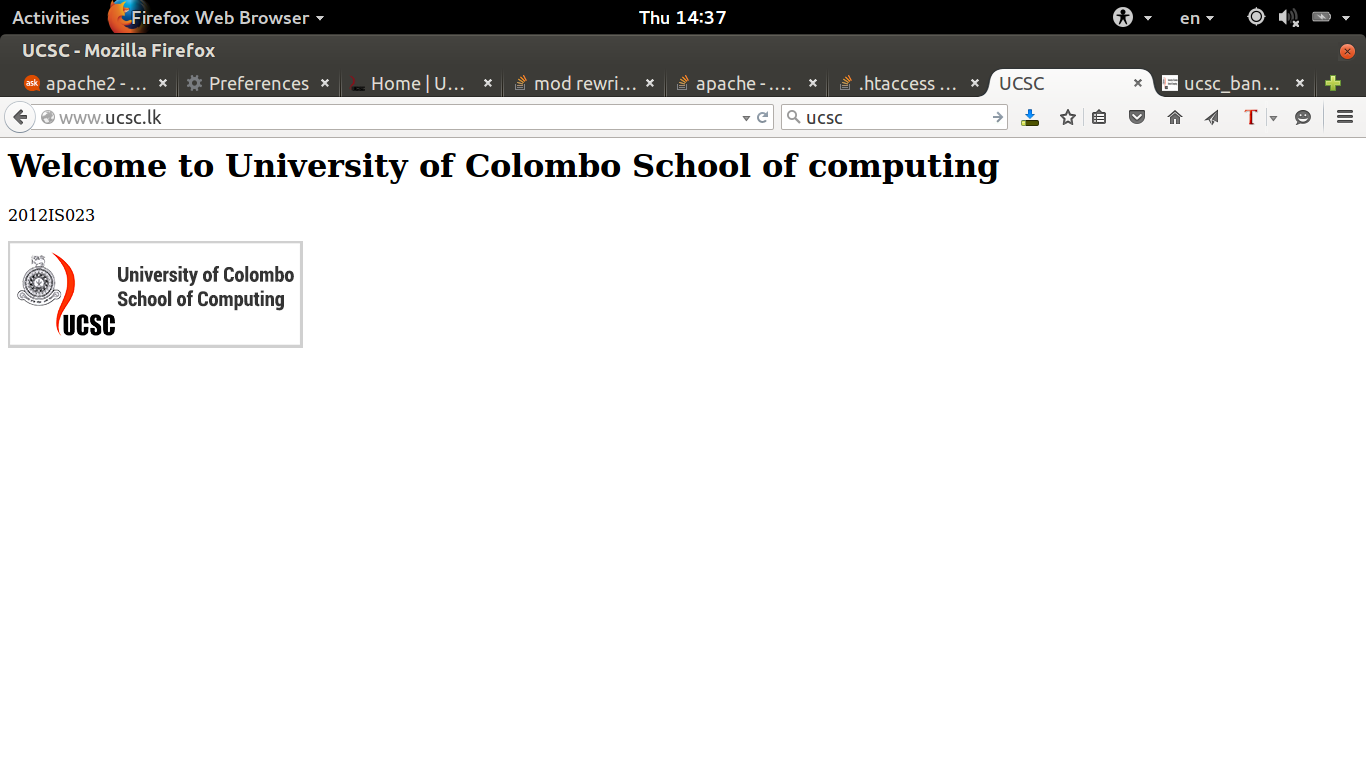 Activities Firefox Web Browser Thu 14:37 en
UCSC - Mozilla Firefox
ask apache2 - ... Preferences Home | U... mod rewri... apache - .... .htaccess ... UCSC ucsc_ban...
www.ucsc.lk ucsc T
Welcome to University of Colombo School of computing
2012IS023
University of Colombo
School of Computing
UCSC